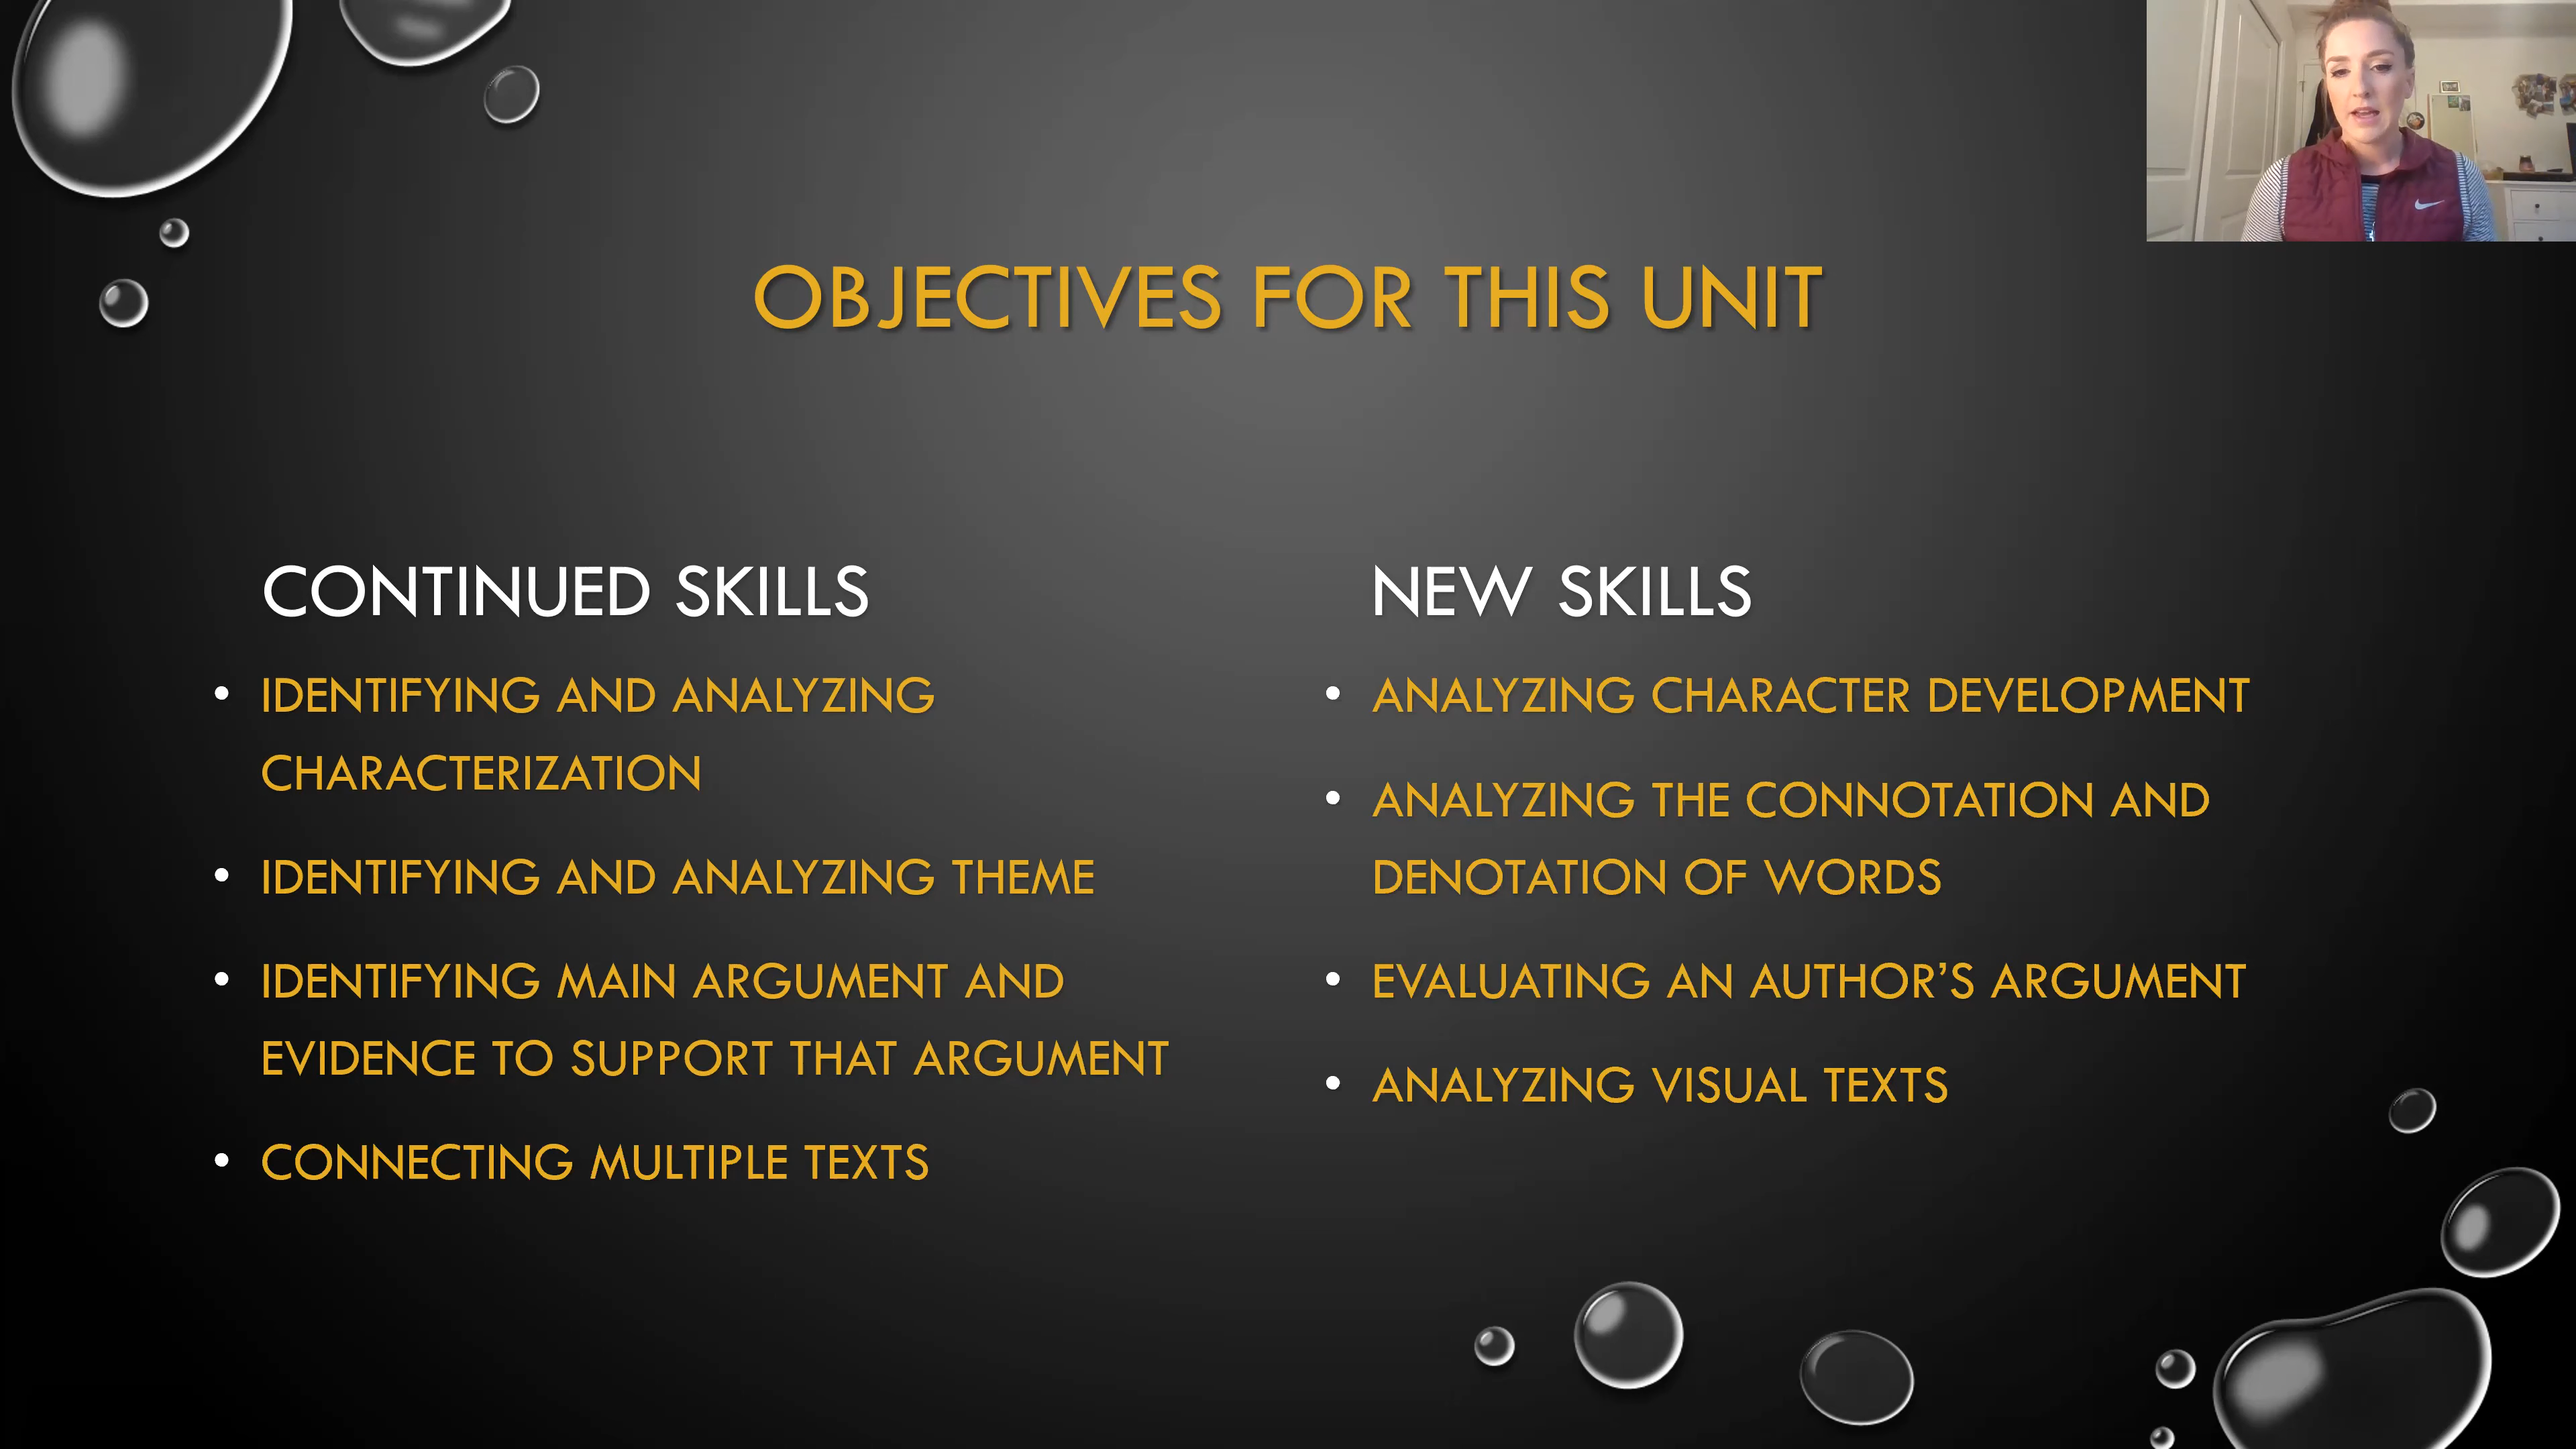 OBJECTIVES FOR THIS UNIT
CONTINUED SKILLS
• IDENTIFYING AND ANALYZING
CHARACTERIZATION
• IDENTIFYING AND ANALYZING THEME
• IDENTIFYING MAIN ARGUMENT AND
EVIDENCE TO SUPPORT THAT ARGUMENT
• CONNECTING MULTIPLE TEXTS
NEW SKILLS
• ANALYZING CHARACTER DEVELOPMENT
• ANALYZING THE CONNOTATION AND
DENOTATION OF WORDS
• EVALUATING AN AUTHOR’S ARGUMENT
• ANALYZING VISUAL TEXTS